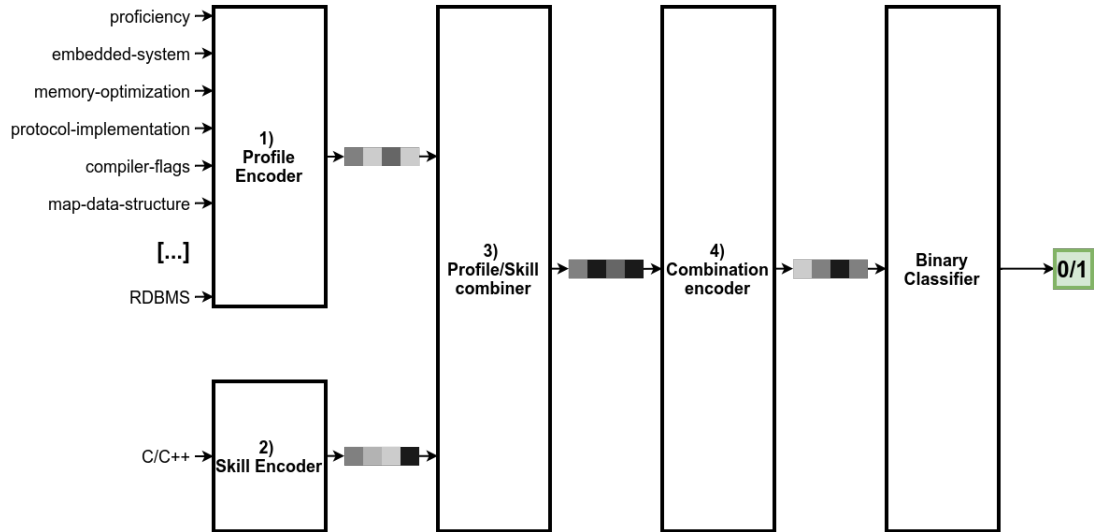 proficiency
embedded-system
memory-optimization
protocol-implementation
compiler-flags
map-data-structure
[...]
RDBMS
1)
Profile
Encoder
C/C++
2)
Skill Encoder
3)
Profile/Skill
combiner
4)
Combination
encoder
Binary
Classifier
0/1